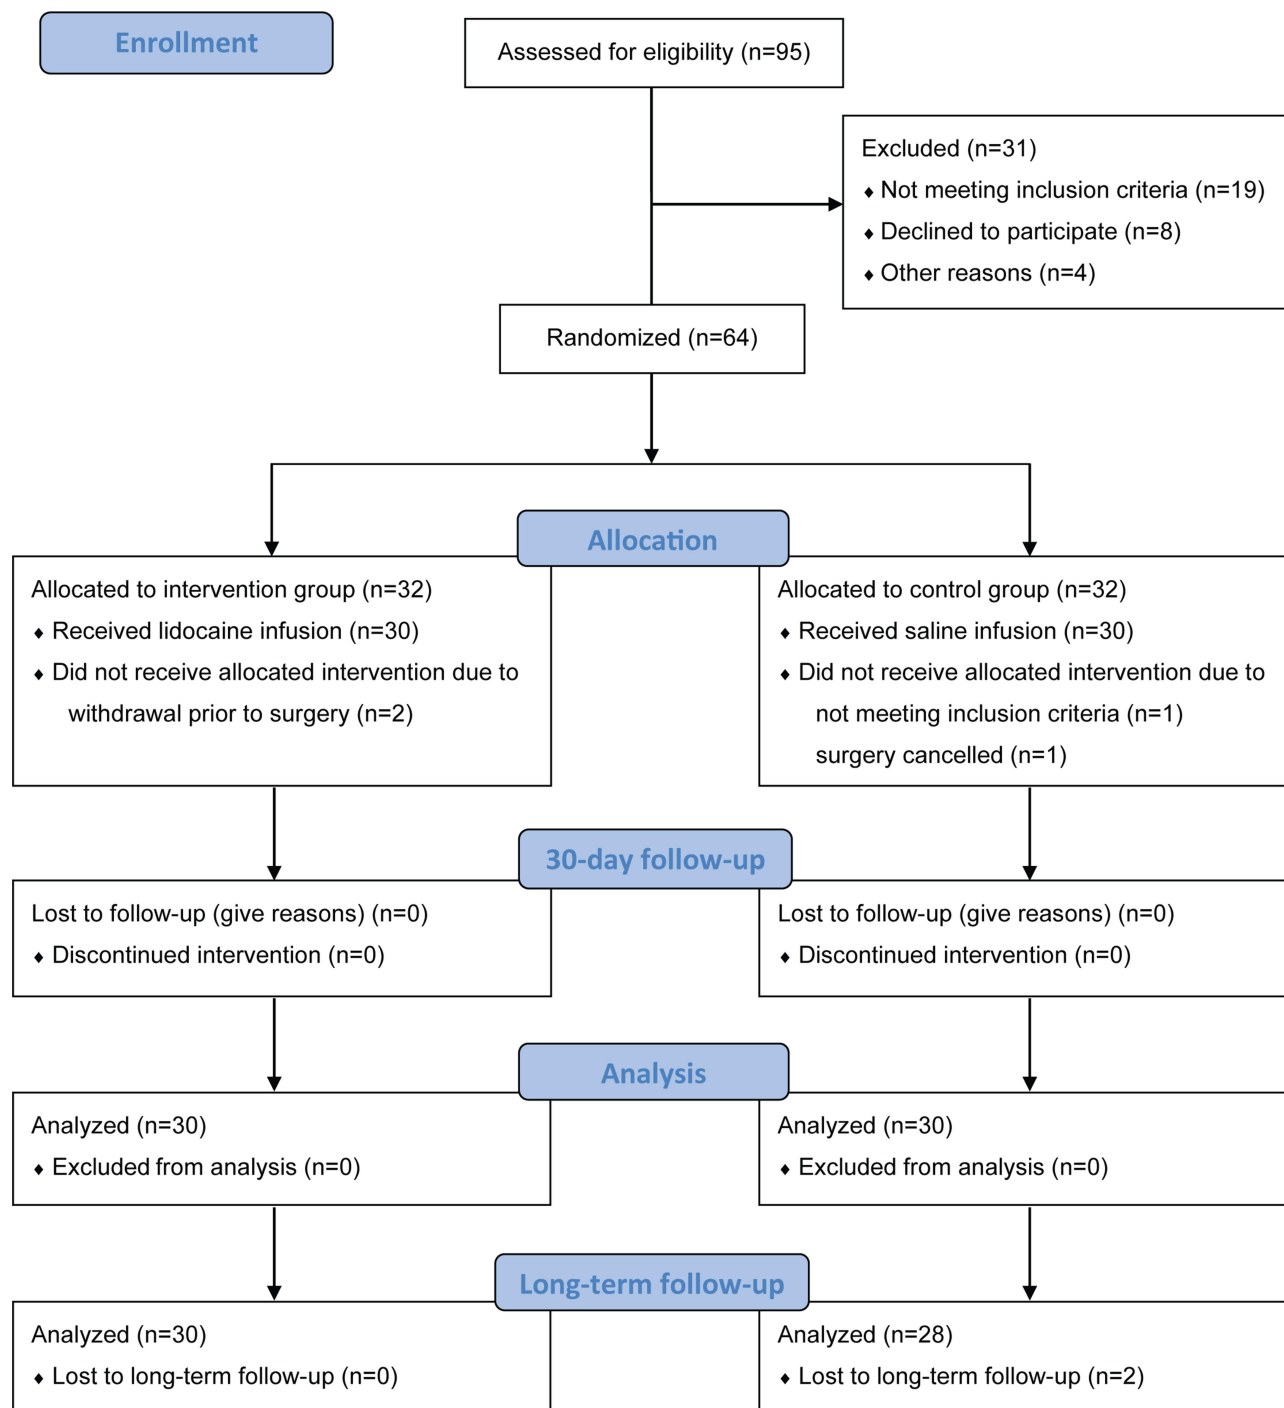 Enrollment
Assessed for eligibility (n=95)
Excluded (n=31)
♦ Not meeting inclusion criteria (n=19)
♦ Declined to participate (n=8)
♦ Other reasons (n=4)
Randomized (n=64)
Allocation
Allocated to intervention group (n=32)
♦ Received lidocaine infusion (n=30)
♦ Did not receive allocated intervention due to
withdrawal prior to surgery (n=2)
Allocated to control group (n=32)
♦ Received saline infusion (n=30)
♦ Did not receive allocated intervention due to
not meeting inclusion criteria (n=1)
surgery cancelled (n=1)
30-day follow-up
Lost to follow-up (give reasons) (n=0)
♦ Discontinued intervention (n=0)
Lost to follow-up (give reasons) (n=0)
♦ Discontinued intervention (n=0)
Analysis
Analyzed (n=30)
♦ Excluded from analysis (n=0)
Analyzed (n=30)
♦ Excluded from analysis (n=0)
Long-term follow-up
Analyzed (n=30)
♦ Lost to long-term follow-up (n=0)
Analyzed (n=28)
♦ Lost to long-term follow-up (n=2)